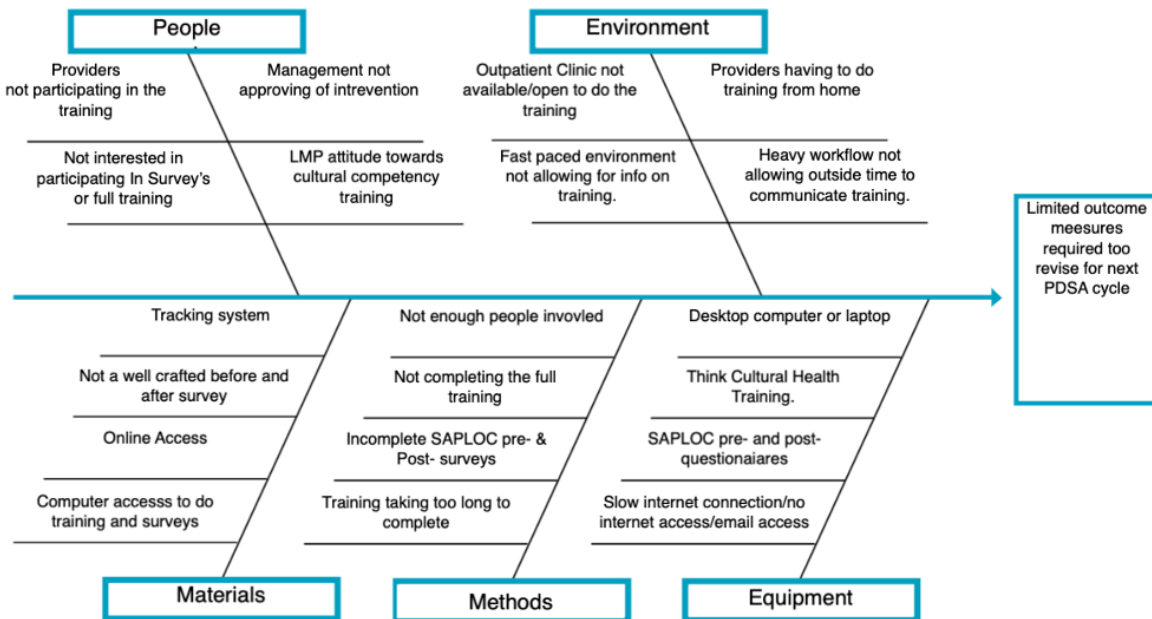 People
Environment
Providers
not participating in the
training
Management not
approving of intrevention
Outpatient Clinic not
available/open to do the
training
Providers having to do
training from home
Not interested in
participating In Survey's
or full training
LMP attitude towards
cultural competency
training
Fast paced environment
not allowing for info on
training.
Heavy workflow not
allowing outside time to
communicate training.
Limited outcome
meesures
required too
revise for next
PDSA cycle
Tracking system
Not enough people invovled
Desktop computer or laptop
Not a well crafted before and
after survey
Not completing the full
training
Think Cultural Health
Training.
Online Access
Incomplete SAPLOC pre- &
Post- surveys
SAPLOC pre- and post-
questionaiares
Computer accesss to do
training and surveys
Training taking too long to
complete
Slow internet connection/no
internet access/email access
Materials
Methods
Equipment